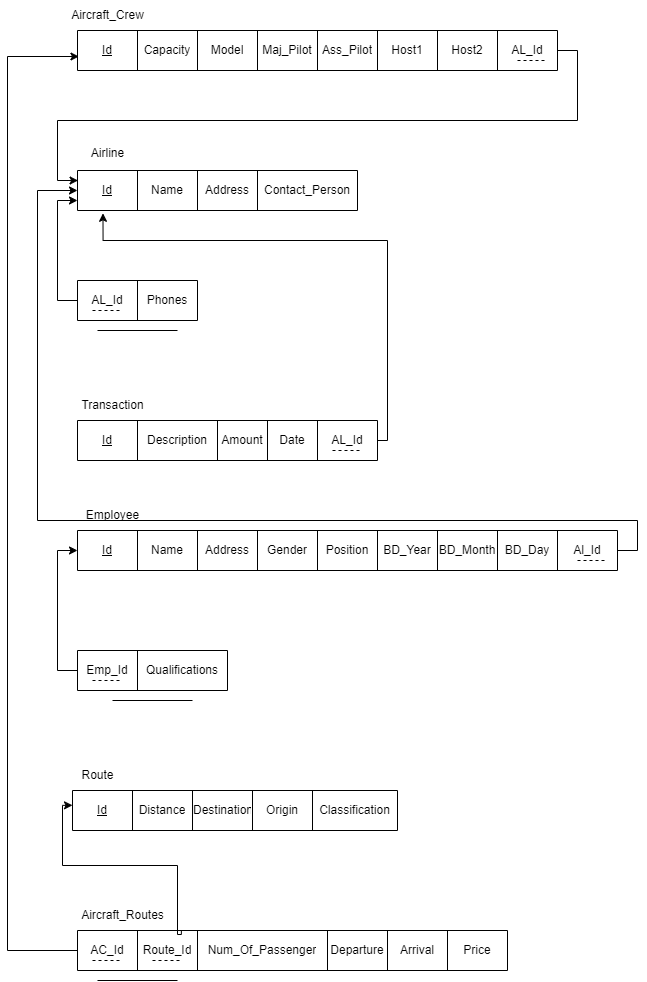 Aircraft_Crew
Id Capacity Model Maj_Pilot Ass_Pilot Host1 Host2 AL_Id
Airline
Id Name Address Contact_Person
AL_Id Phones
Transaction
Id Description Amount Date AL_Id
Employee
Id Name Address Gender Position BD_Year BD_Month BD_Day Al_Id
Emp_Id Qualifications
Route
Id Distance Destination Origin Classification
Aircraft_Routes
AC_Id Route_Id Num_Of_Passenger Departure Arrival Price